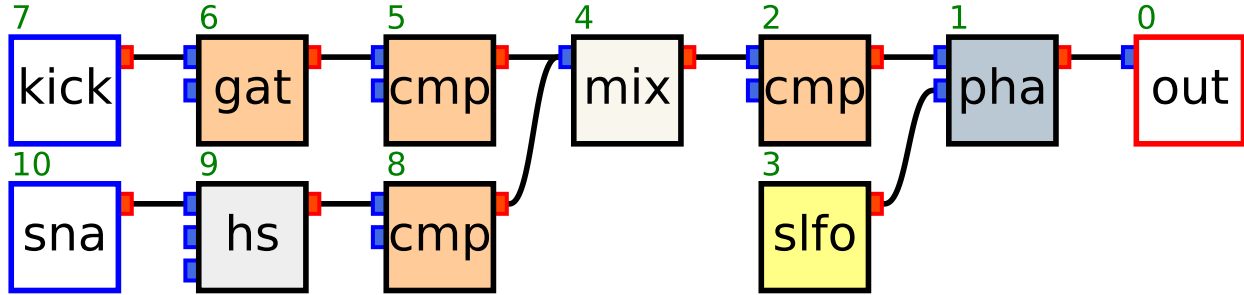 7 6 5 4 2 1 0
kick gat cmp mix cmp pha out
10 9 8 3
sna hs cmp slfo